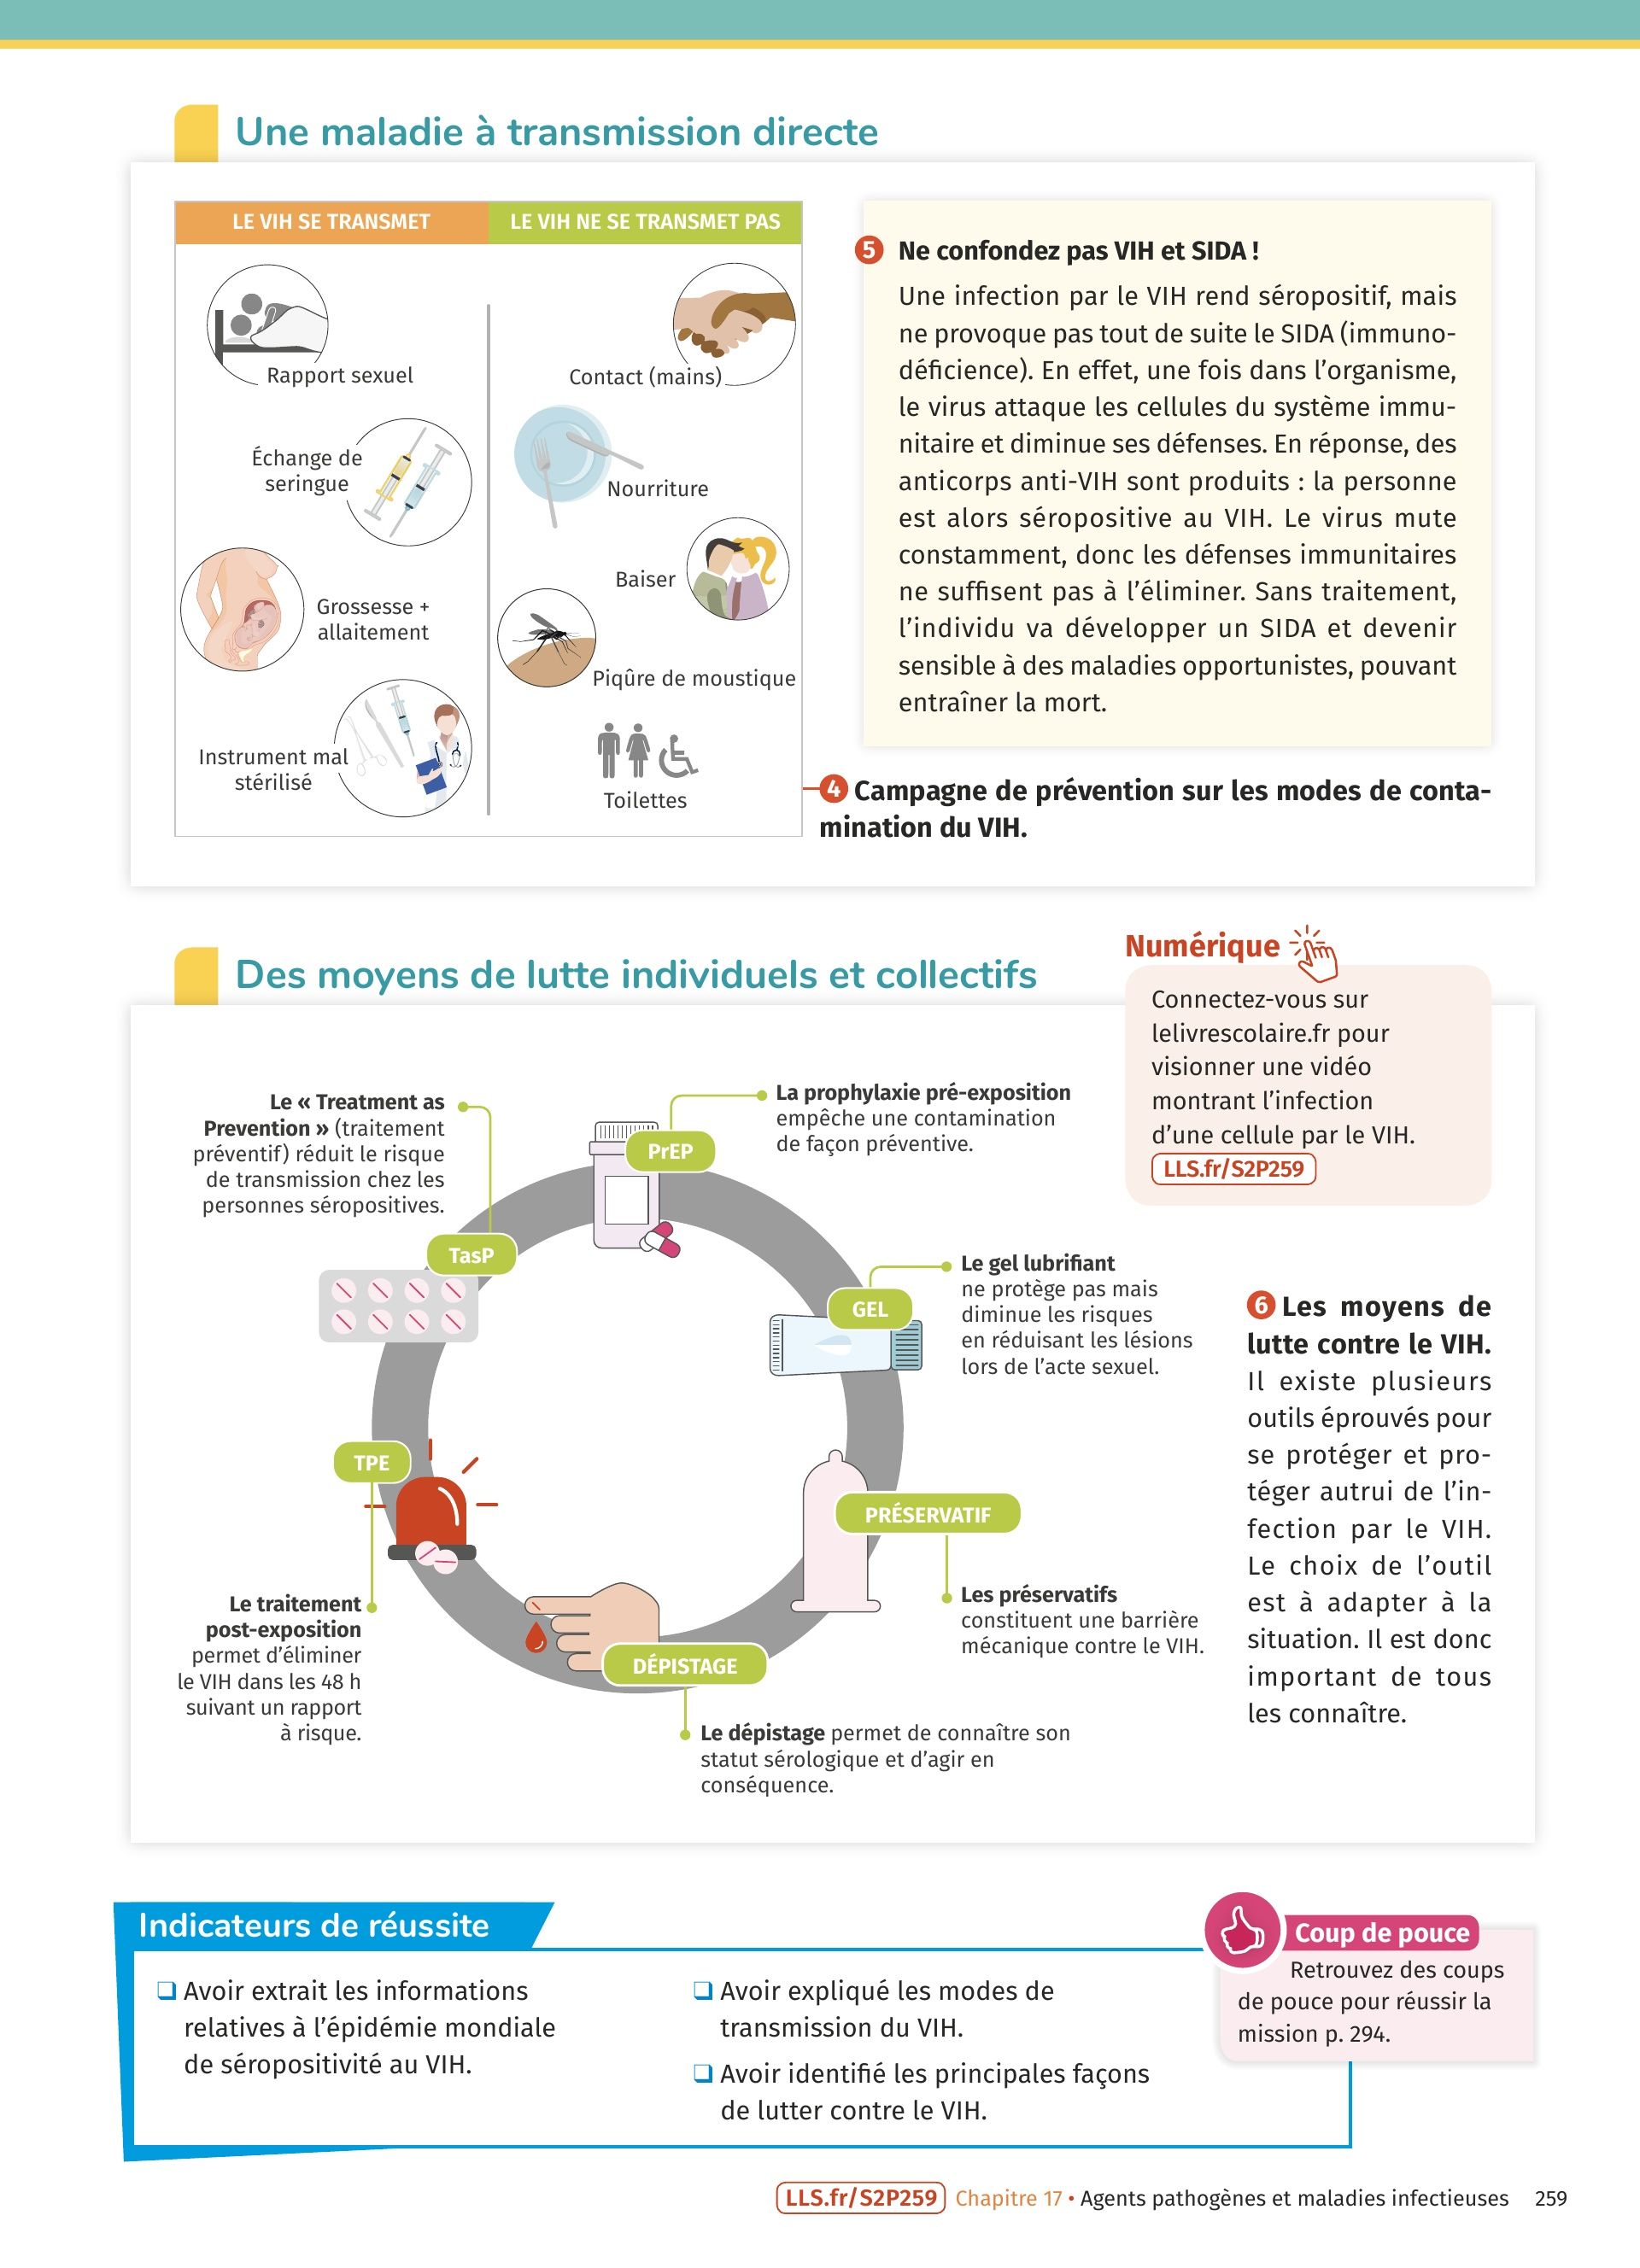 Une maladie à transmission directe
LE VIH SE TRANSMET
Rapport sexuel
Échange de
seringue
Grossesse +
allaitement
Instrument mal
stérilisé
LE VIH NE SE TRANSMET PAS
Contact (mains)
Nourriture
Baiser
Piqûre de moustique
Toilettes
5 Ne confondez pas VIH et SIDA !
Une infection par le VIH rend séropositif, mais
ne provoque pas tout de suite le SIDA (immuno-
déficience). En effet, une fois dans l'organisme,
le virus attaque les cellules du système immu-
nitaire et diminue ses défenses. En réponse, des
anticorps anti-VIH sont produits : la personne
est alors séropositive au VIH. Le virus mute
constamment, donc les défenses immunitaires
ne suffisent pas à l'éliminer. Sans traitement,
l'individu va développer un SIDA et devenir
sensible à des maladies opportunistes, pouvant
entraîner la mort.
4 Campagne de prévention sur les modes de conta-
mination du VIH.
Des moyens de lutte individuels et collectifs
Numérique
Connectez-vous sur
lelivrescolaire.fr pour
visionner une vidéo
montrant l'infection
d'une cellule par le VIH.
LLS.fr/S2P259
Le « Treatment as
Prevention » (traitement
préventif) réduit le risque
de transmission chez les
personnes séropositives.
TasP
PrEP
La prophylaxie pré-exposition
empêche une contamination
de façon préventive.
GEL
Le gel lubrifiant
ne protège pas mais
diminue les risques
en réduisant les lésions
lors de l'acte sexuel.
PRÉSERVATIF
Les préservatifs
constituent une barrière
mécanique contre le VIH.
DÉPISTAGE
Le dépistage permet de connaître son
statut sérologique et d'agir en
conséquence.
TPE
Le traitement
post-exposition
permet d'éliminer
le VIH dans les 48 h
suivant un rapport
à risque.
6 Les moyens de
lutte contre le VIH.
Il existe plusieurs
outils éprouvés pour
se protéger et pro-
téger autrui de l'in-
fection par le VIH.
Le choix de l'outil
est à adapter à la
situation. Il est donc
important de tous
les connaître.
Indicateurs de réussite
❑ Avoir extrait les informations
relatives à l'épidémie mondiale
de séropositivité au VIH.
❑ Avoir expliqué les modes de
transmission du VIH.
❑ Avoir identifié les principales façons
de lutter contre le VIH.
Coup de pouce
Retrouvez des coups
de pouce pour réussir la
mission p. 294.
LLS.fr/S2P259 Chapitre 17 • Agents pathogènes et maladies infectieuses 259